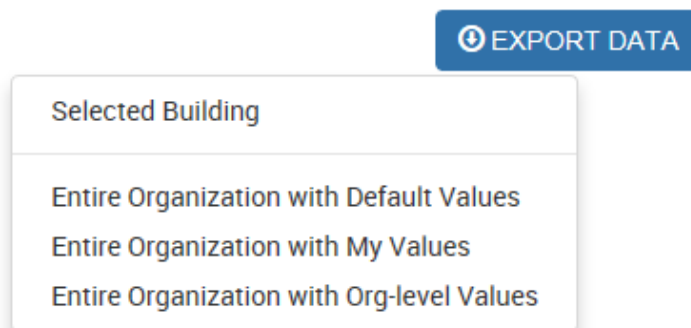 EXPORT DATA
Selected Building
Entire Organization with Default Values
Entire Organization with My Values
Entire Organization with Org-level Values